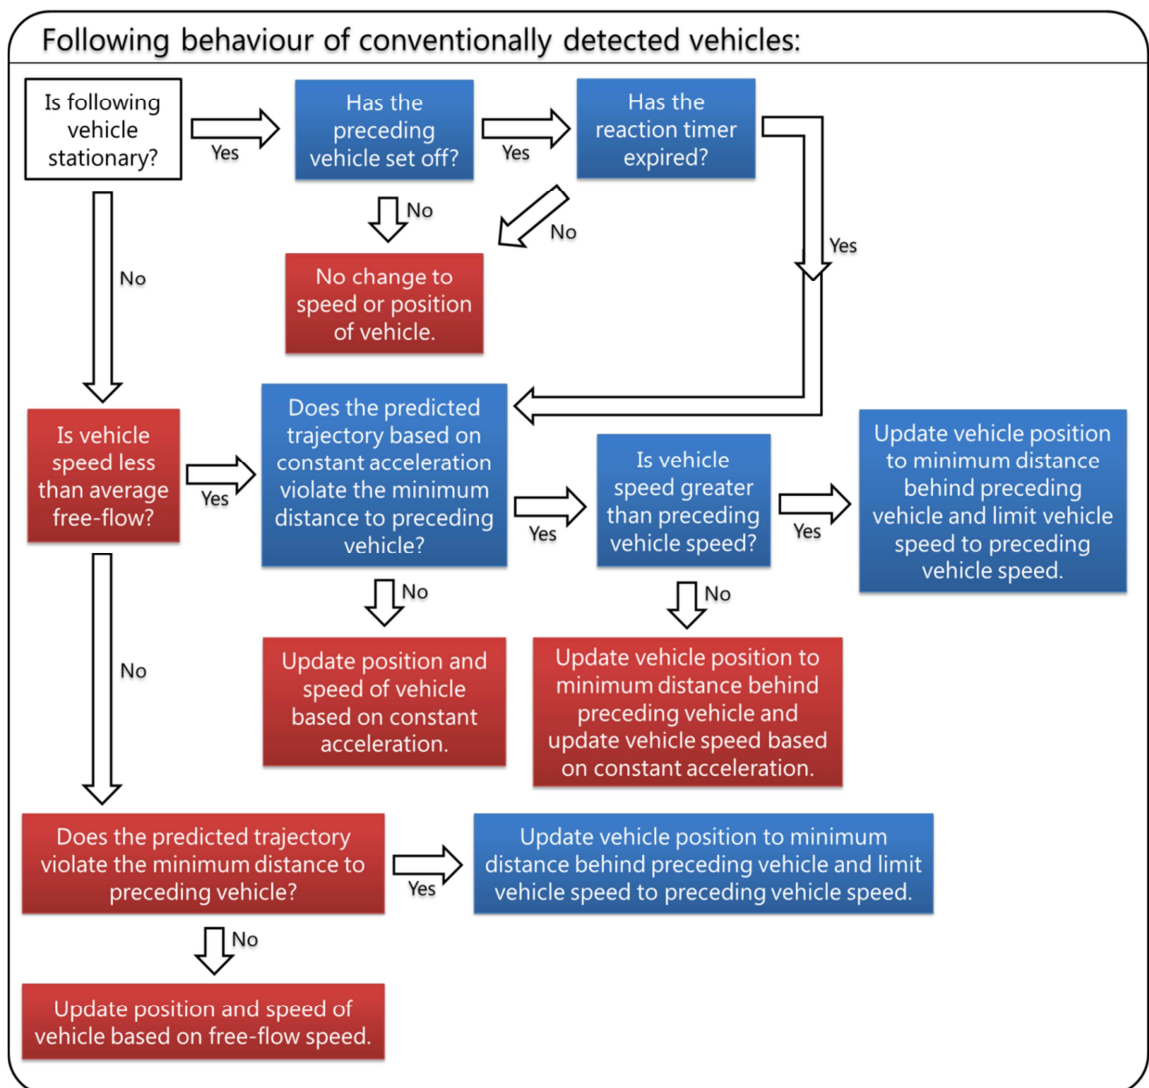 Following behaviour of conventionally detected vehicles:
Is following
vehicle
stationary?
Yes
Has the
preceding
vehicle set off?
Yes
Has the
reaction timer
expired?
No
No
Yes
No
No change to
speed or position
of vehicle.
Is vehicle
speed less
than average
free-flow?
Yes
Does the predicted
trajectory based on
constant acceleration
violate the minimum
distance to preceding
vehicle?
Yes
Is vehicle
speed greater
than preceding
vehicle speed?
Yes
Update vehicle position
to minimum distance
behind preceding
vehicle and limit vehicle
speed to preceding
vehicle speed.
No
No
No
Update position and
speed of vehicle
based on constant
acceleration.
Update vehicle position to
minimum distance behind
preceding vehicle and
update vehicle speed based
on constant acceleration.
Does the predicted trajectory
violate the minimum distance to
preceding vehicle?
Yes
Update vehicle position to minimum
distance behind preceding vehicle and limit
vehicle speed to preceding vehicle speed.
No
Update position and speed of
vehicle based on free-flow speed.